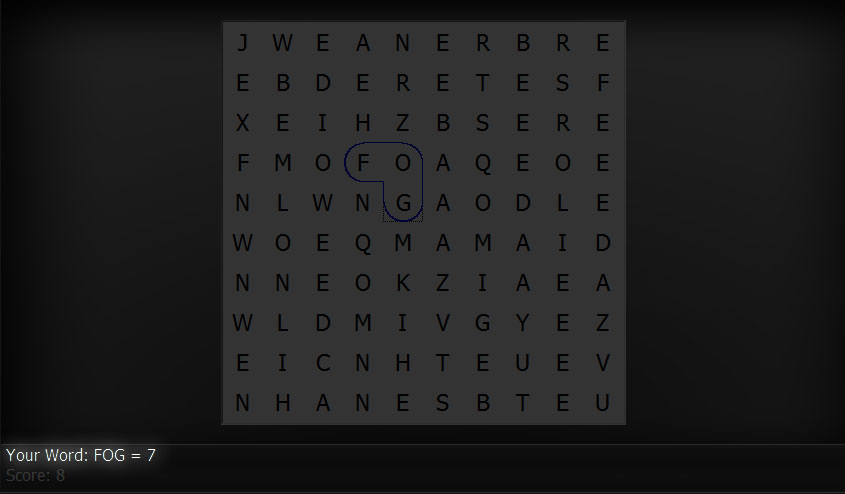 J W E A N E R B R E
E B D E R E T E S F
X E I H Z B S E R E
F M O F O A Q E O E
N L W N G A O D L E
W O E Q M A M A I D
N N E O K Z I A E A
W L D M I V G Y E Z
E I C N H T E U E V
N H A N E S B T E U
Your Word: FOG = 7
Score: 8